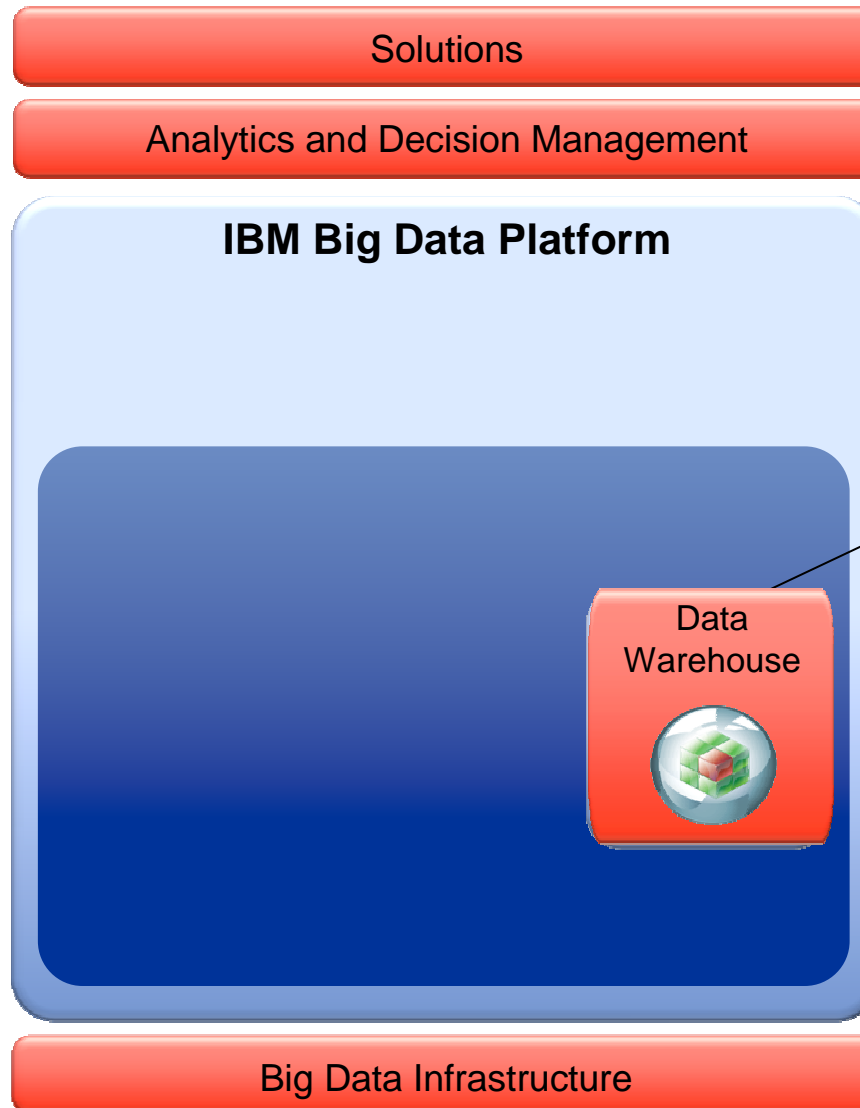 Solutions
Analytics and Decision Management
IBM Big Data Platform
Data
Warehouse
Big Data Infrastructure